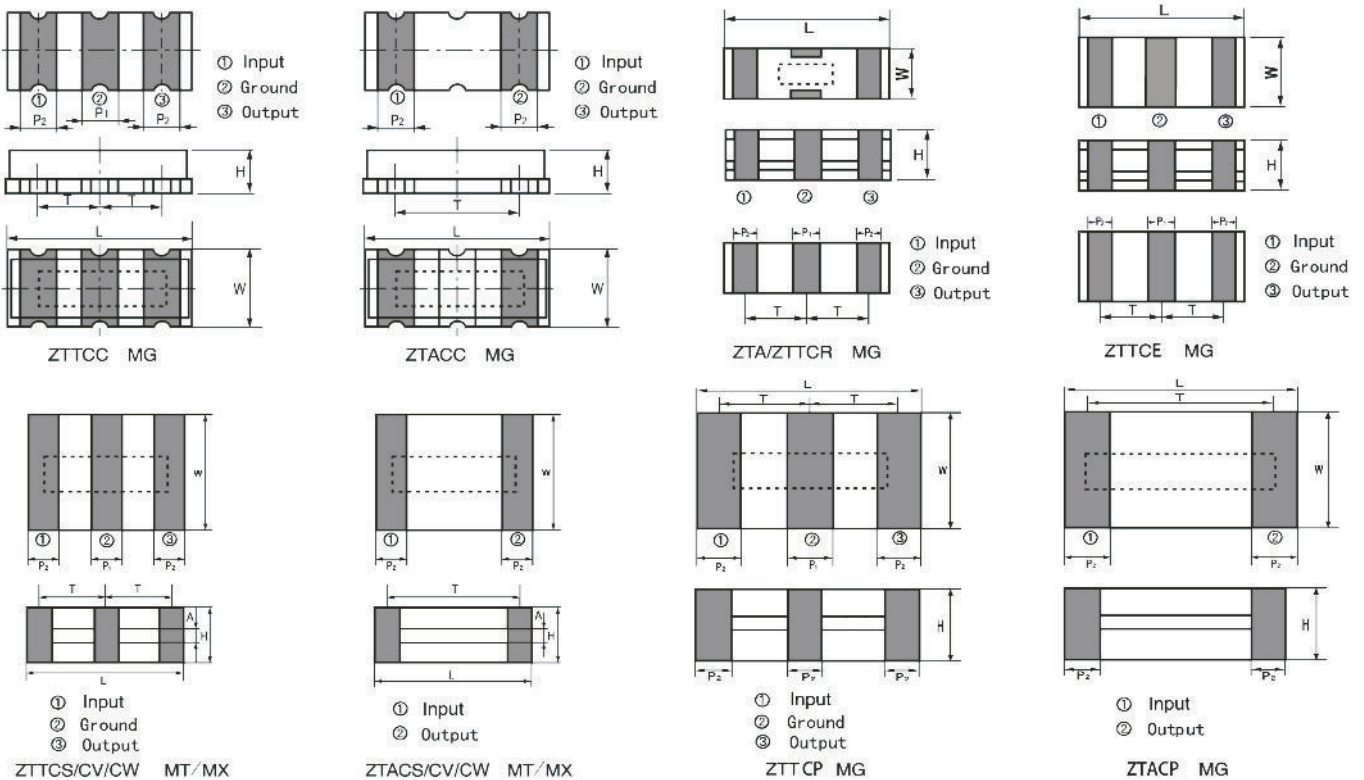 ① Input
② Ground
③ Output
① ② ③
P₂ P₁ P₂
H
T T
L
W
ZTTCC MG
① Input
② Ground
③ Output
① ②
P₂ P₂
H
T
L
W
ZTACC MG
L
W
H
① ② ③
P₂ P₁ P₂
① Input
② Ground
③ Output
T T
ZTA/ZTTCR MG
L
W
① ② ③
H
P₂ P₁ P₂
① Input
② Ground
③ Output
T T
ZTTCE MG
W
① ② ③
P₂ P₁ P₂
T T
A
H
L
① Input
② Ground
③ Output
ZTTCS/CV/CW MT/MX
W
① ②
P₂ P₂
T
A
H
L
① Input
② Output
ZTACS/CV/CW MT/MX
L
T T
W
① ② ③
P₂ P₁ P₂
H
P₂ P₂ P₂
① Input
② Ground
③ Output
ZTTCP MG
L
T
W
① ②
P₂ P₂
H
P₂ P₂
① Input
② Output
ZTACP MG